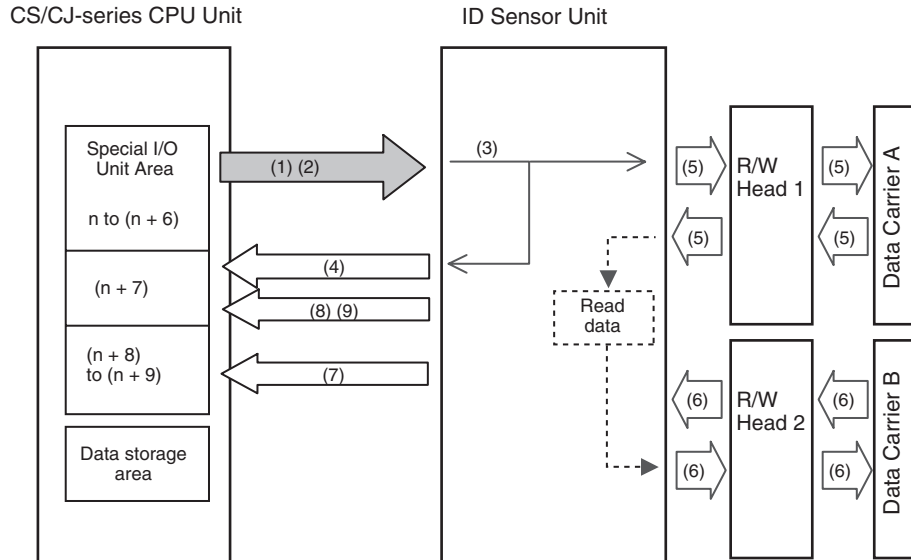 CS/CJ-series CPU Unit
ID Sensor Unit
Special I/O
Unit Area
n to (n + 6)
(n + 7)
(n + 8)
to (n + 9)
Data storage
area
(1) (2)
(4)
(8) (9)
(7)
(3)
Read
data
(5)
(5)
(6)
(6)
R/W
Head 1
R/W
Head 2
(5)
(5)
(6)
(6)
Data Carrier A
Data Carrier B